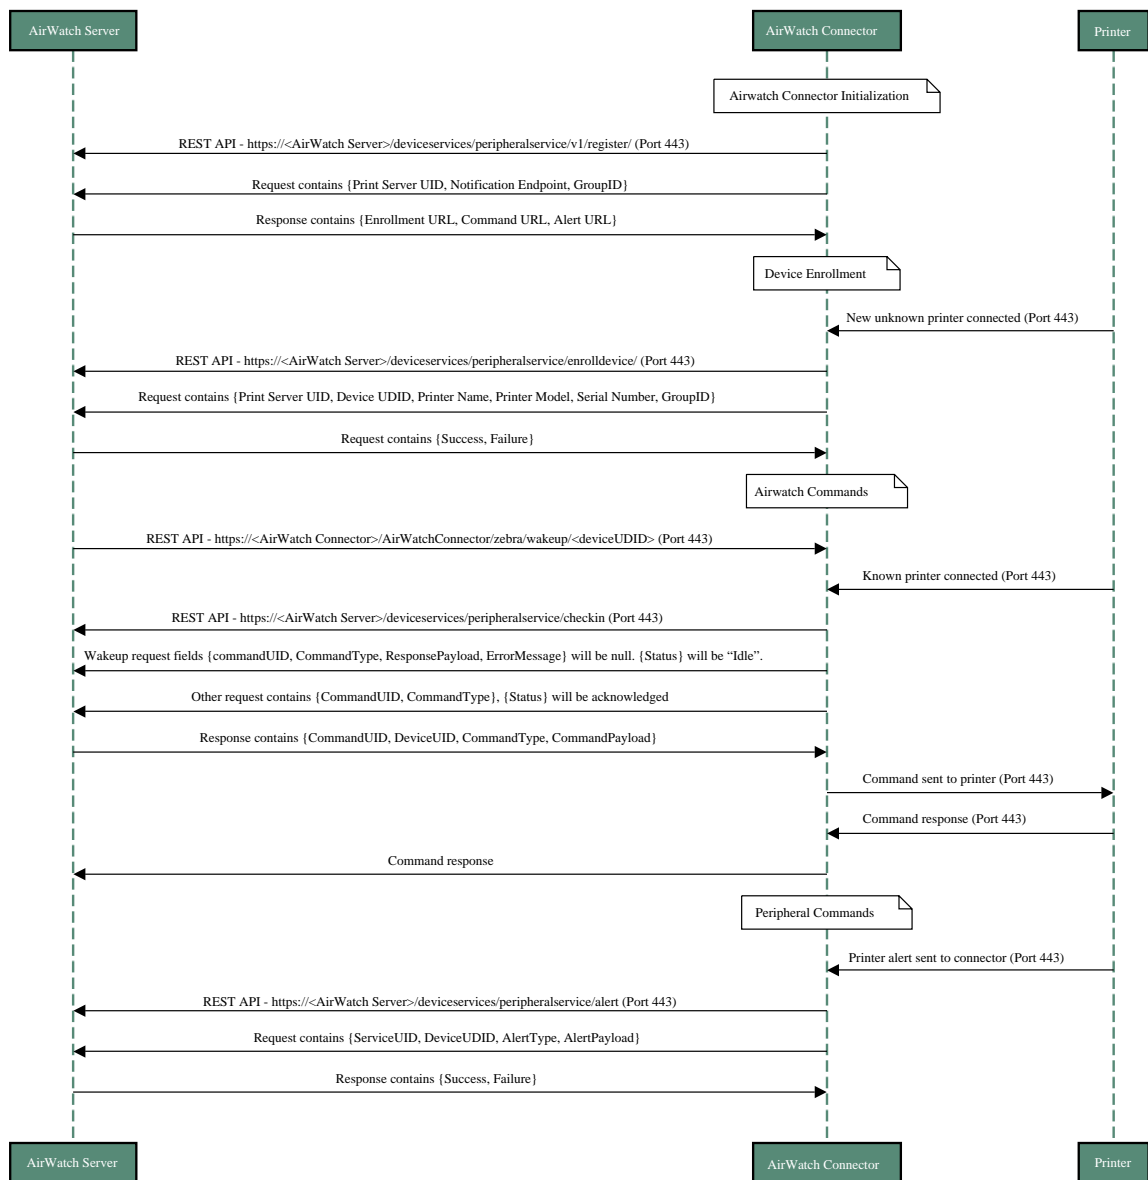 AirWatch Server
AirWatch Connector
Printer
Airwatch Connector Initialization
REST API - https://<AirWatch Server>/deviceservices/peripheralservice/v1/register/ (Port 443)
Request contains {Print Server UID, Notification Endpoint, GroupID}
Response contains {Enrollment URL, Command URL, Alert URL}
Device Enrollment
New unknown printer connected (Port 443)
REST API - https://<AirWatch Server>/deviceservices/peripheralservice/enrolldevice/ (Port 443)
Request contains {Print Server UID, Device UDID, Printer Name, Printer Model, Serial Number, GroupID}
Request contains {Success, Failure}
Airwatch Commands
REST API - https://<AirWatch Connector>/AirWatchConnector/zebra/wakeup/<deviceUDID> (Port 443)
Known printer connected (Port 443)
REST API - https://<AirWatch Server>/deviceservices/peripheralservice/checkin (Port 443)
Wakeup request fields {commandUID, CommandType, ResponsePayload, ErrorMessage} will be null. {Status} will be “Idle”.
Other request contains {CommandUID, CommandType}, {Status} will be acknowledged
Response contains {CommandUID, DeviceUID, CommandType, CommandPayload}
Command sent to printer (Port 443)
Command response (Port 443)
Command response
Peripheral Commands
Printer alert sent to connector (Port 443)
REST API - https://<AirWatch Server>/deviceservices/peripheralservice/alert (Port 443)
Request contains {ServiceUID, DeviceUDID, AlertType, AlertPayload}
Response contains {Success, Failure}
AirWatch Server
AirWatch Connector
Printer